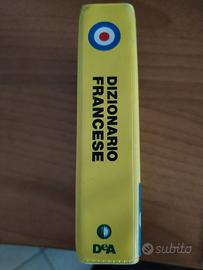 DIZIONARIO
FRANCESE
DeA
subito